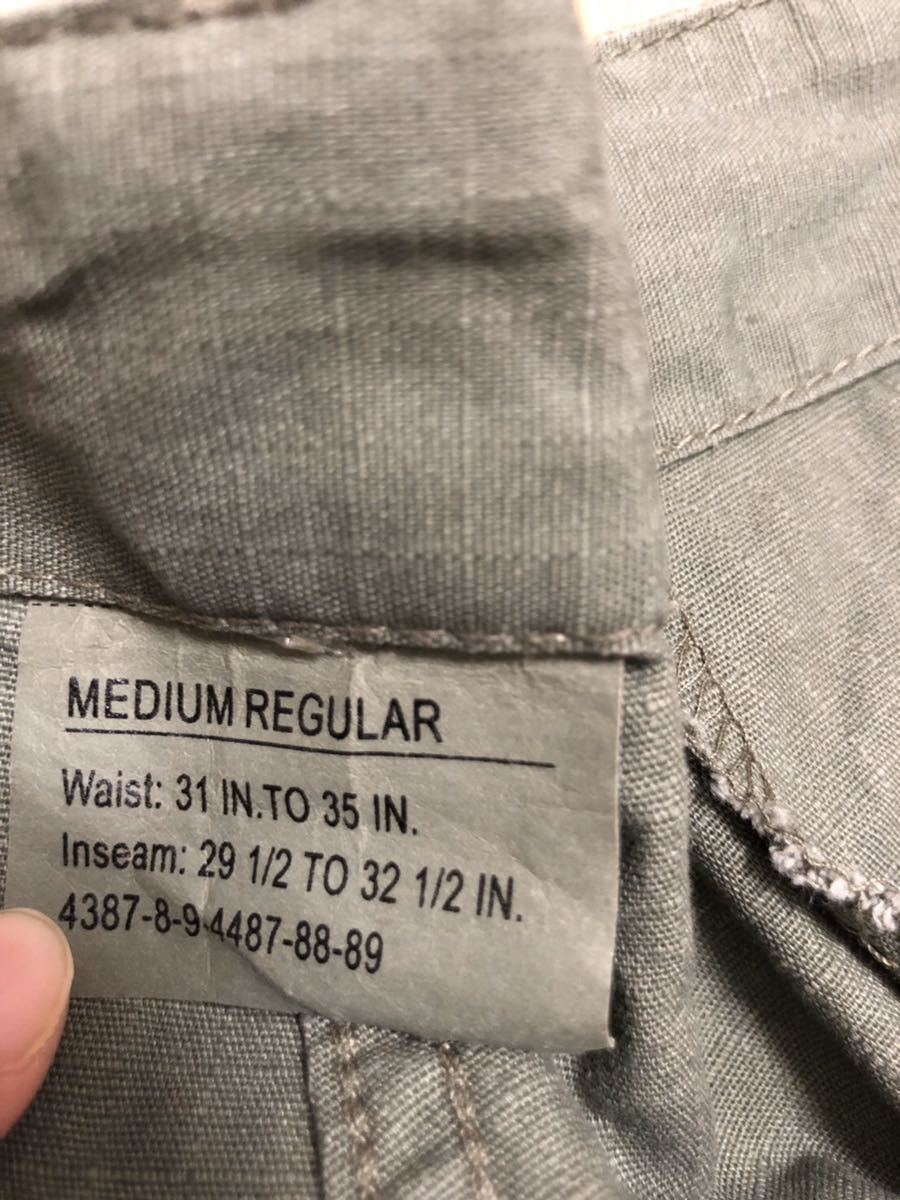 MEDIUM REGULAR
Waist: 31 IN.TO 35 IN.
Inseam: 29 1/2 TO 32 1/2 IN.
4387-8-9-4487-88-89